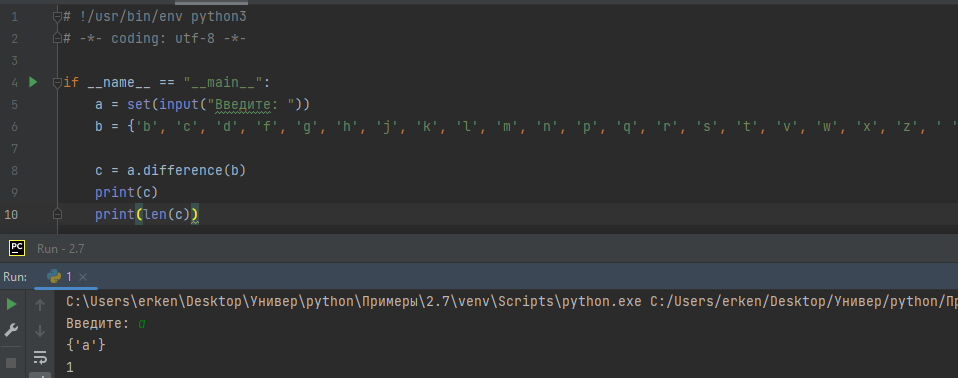 1 # !/usr/bin/env python3
2 # -*- coding: utf-8 -*-
3
4 if __name__ == "__main__":
5 a = set(input("Введите: "))
6 b = {'b', 'c', 'd', 'f', 'g', 'h', 'j', 'k', 'l', 'm', 'n', 'p', 'q', 'r', 's', 't', 'v', 'w', 'x', 'z', ' '
7
8 c = a.difference(b)
9 print(c)
10 print(len(c))
PC Run - 2.7
Run: 1 ×
C:\Users\erken\Desktop\Универ\python\Примеры\2.7\venv\Scripts\python.exe C:/Users/erken/Desktop/Универ/python/Пр
Введите: a
{'a'}
1